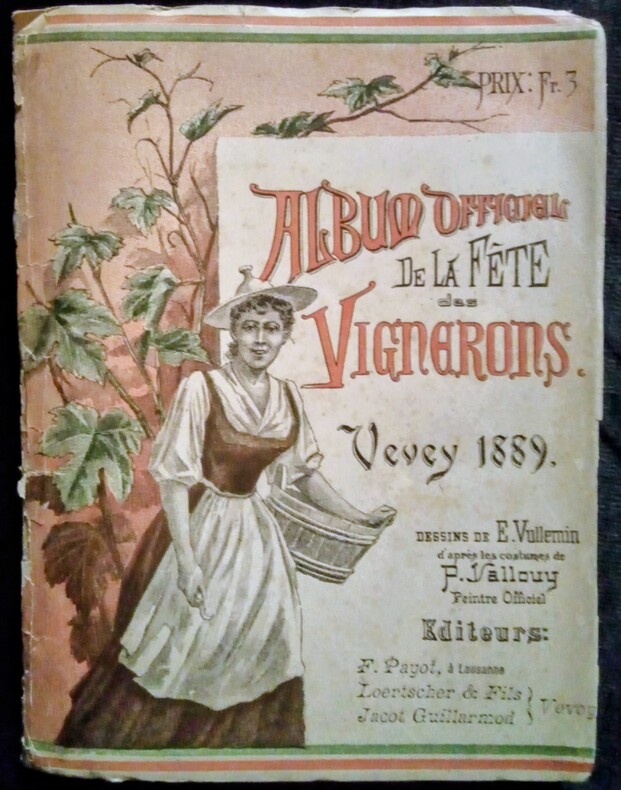 PRIX: Fr. 3
ALBUM OFFICIEL
DE LA FÊTE
des
VIGNERONS.
Vevey 1889.
DESSINS DE E. Vullemin
d'après les costumes de
P. Vallouy
Peintre Officiel
Editeurs:
F. Payot, à Lausanne
Loertscher & Fils } Vevey
Jacot Guillarmod